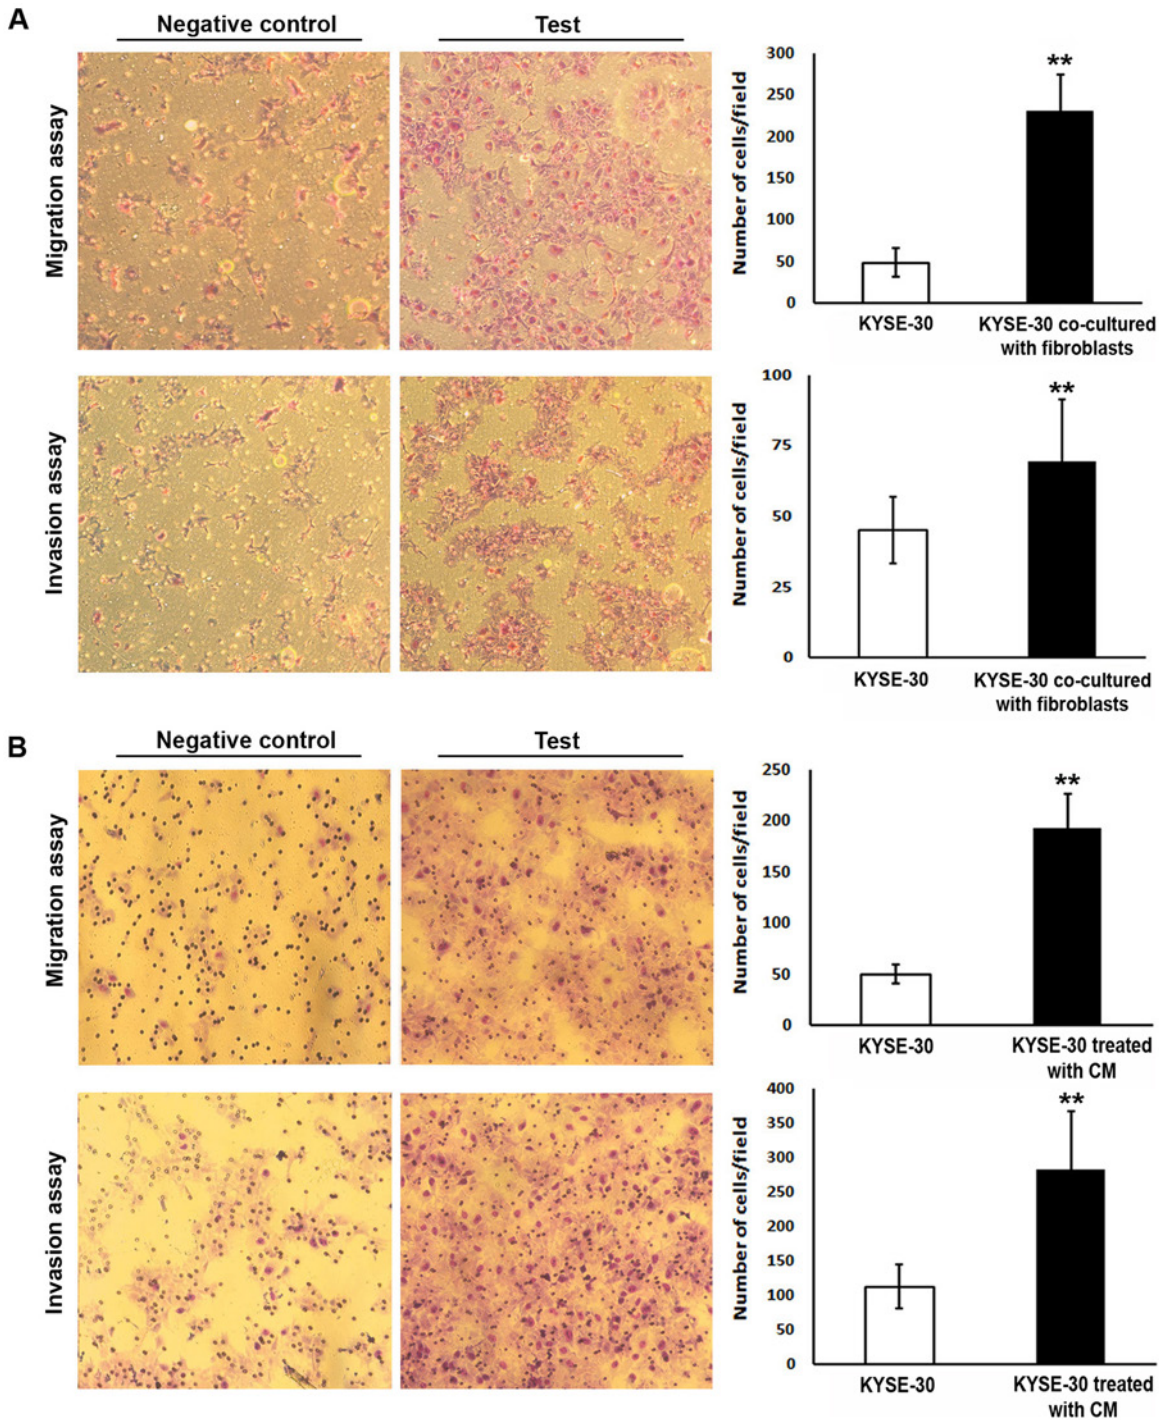 A
Negative control
Test
Migration assay
Number of cells/field
300
250
200
150
100
50
0
**
KYSE-30
KYSE-30 co-cultured
with fibroblasts
Invasion assay
Number of cells/field
100
75
50
25
0
**
KYSE-30
KYSE-30 co-cultured
with fibroblasts
B
Negative control
Test
Migration assay
Number of cells/field
250
200
150
100
50
0
**
KYSE-30
KYSE-30 treated
with CM
Invasion assay
Number of cells/field
400
350
300
250
200
150
100
50
0
**
KYSE-30
KYSE-30 treated
with CM